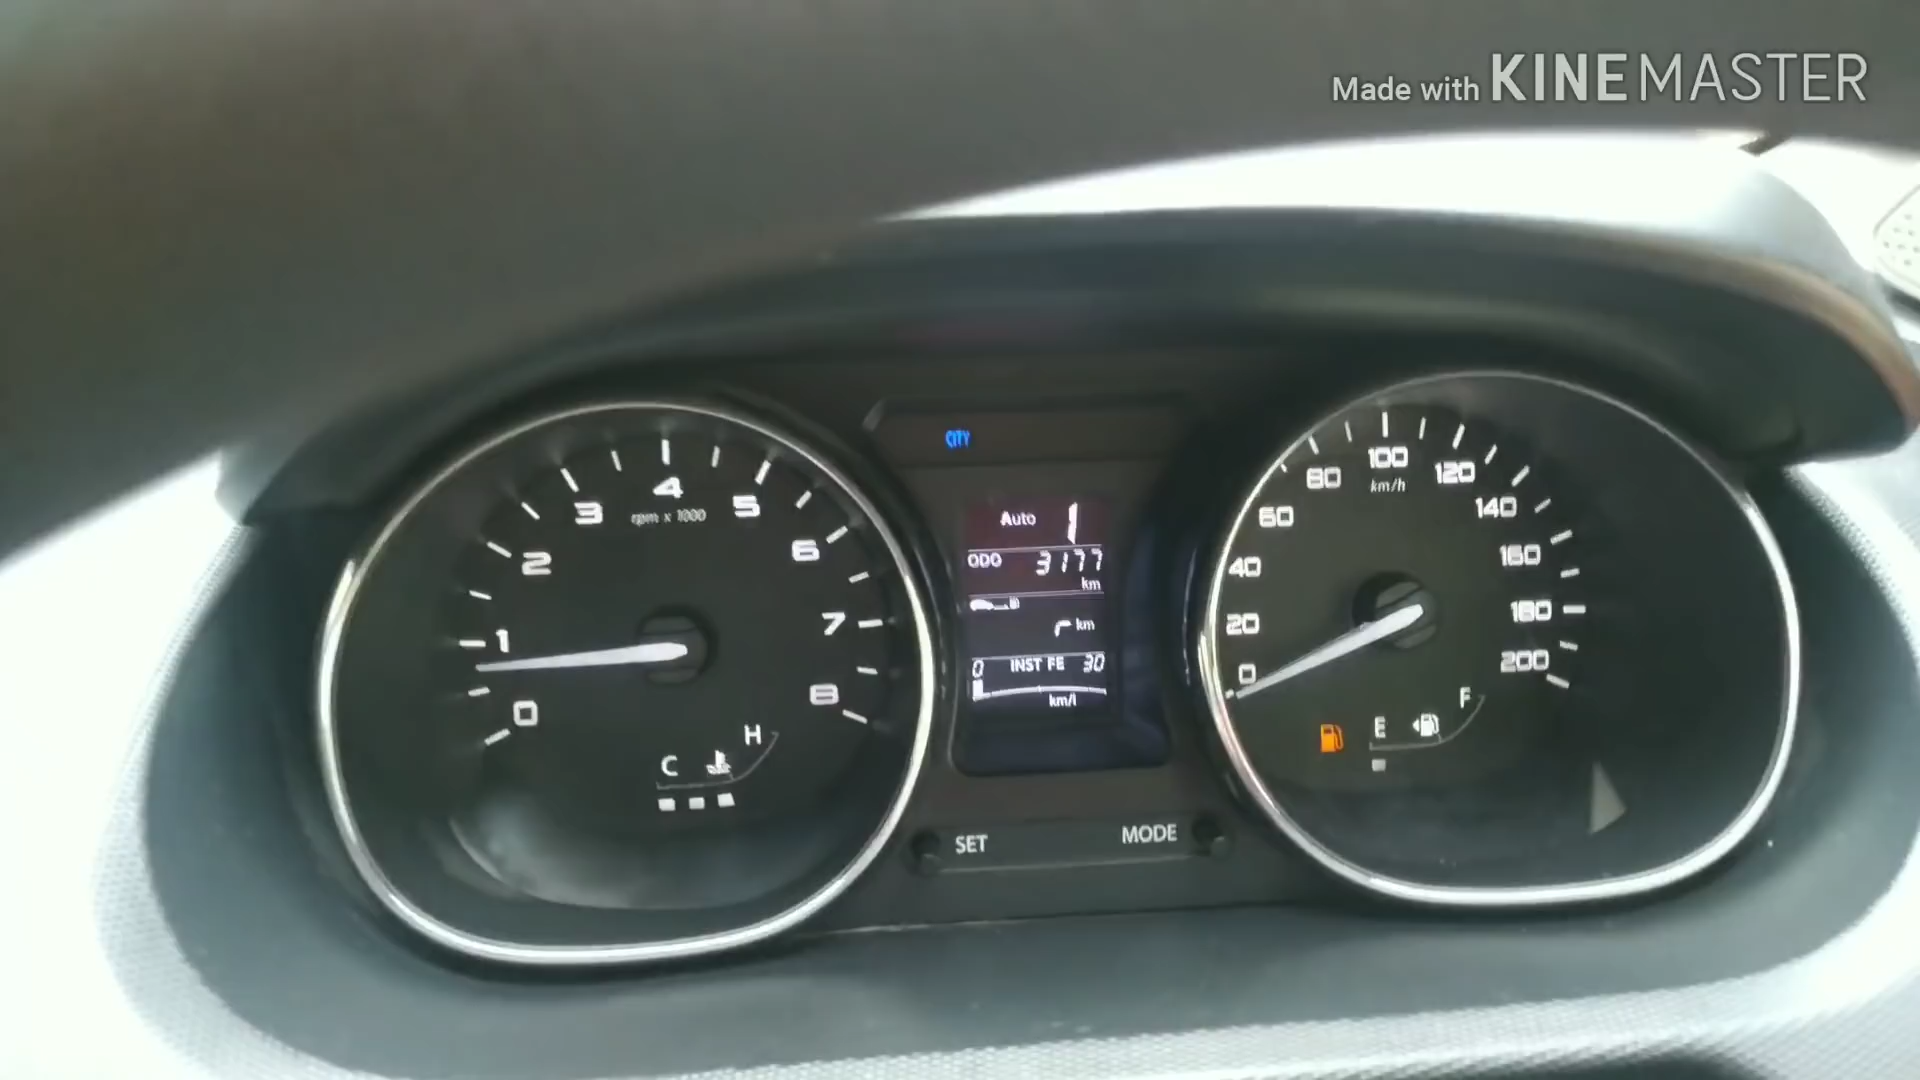 Made with KINEMASTER
CITY
0
1
2
3
4
5
6
7
8
rpm x 1000
C
H
Auto 1
ODO 3177
km
km
0 INST FE 30
km/l
SET
MODE
0
20
40
60
80
100
120
140
160
180
200
km/h
E
F